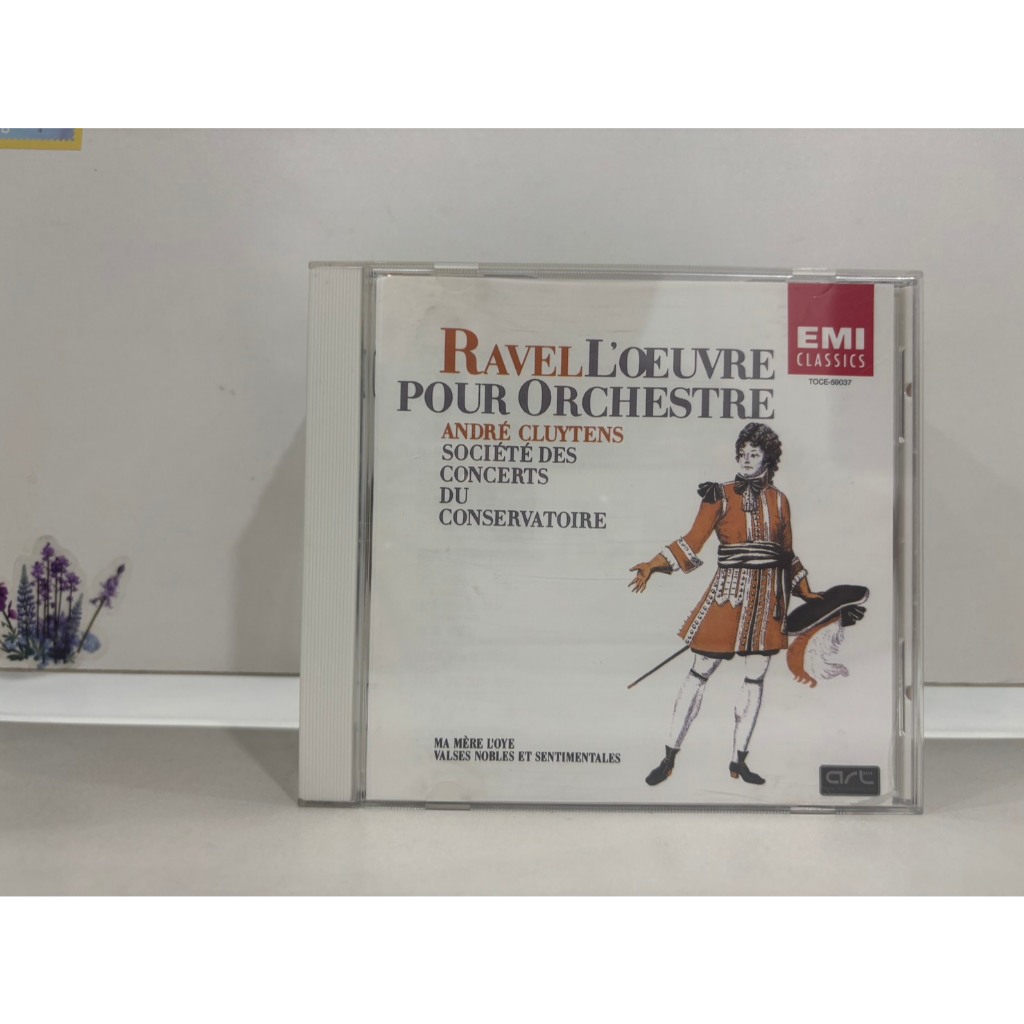 RAVEL L'ŒUVRE
POUR ORCHESTRE
ANDRÉ CLUYTENS
SOCIÉTÉ DES
CONCERTS
DU
CONSERVATOIRE
EMI
CLASSICS
TOCE-59037
MA MÈRE L'OYE
VALSES NOBLES ET SENTIMENTALES
art